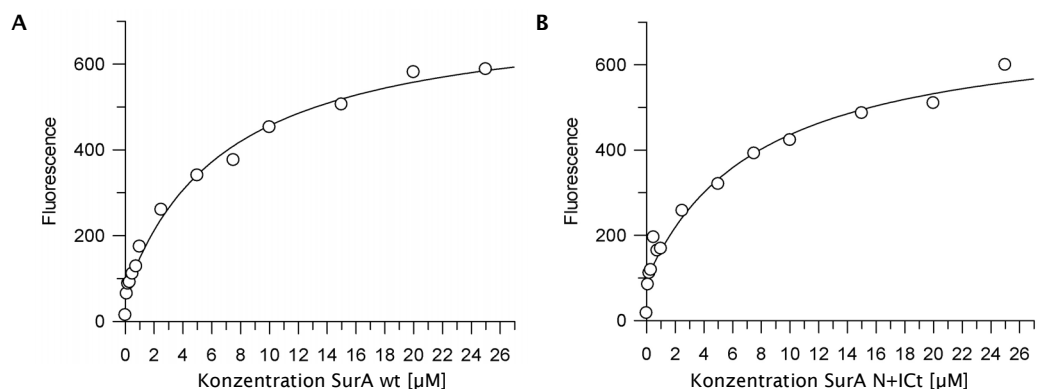 A
Fluorescence
600
400
200
0
0 2 4 6 8 10 12 14 16 18 20 22 24 26
Konzentration SurA wt [µM]
B
Fluorescence
600
400
200
0
0 2 4 6 8 10 12 14 16 18 20 22 24 26
Konzentration SurA N+ICt [µM]